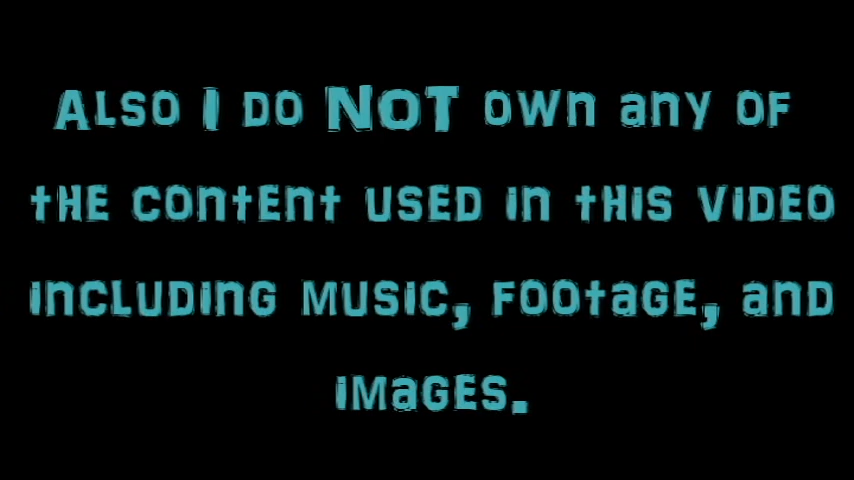 Also I do NOT own any of
the content used in this video
including music, footage, and
images.